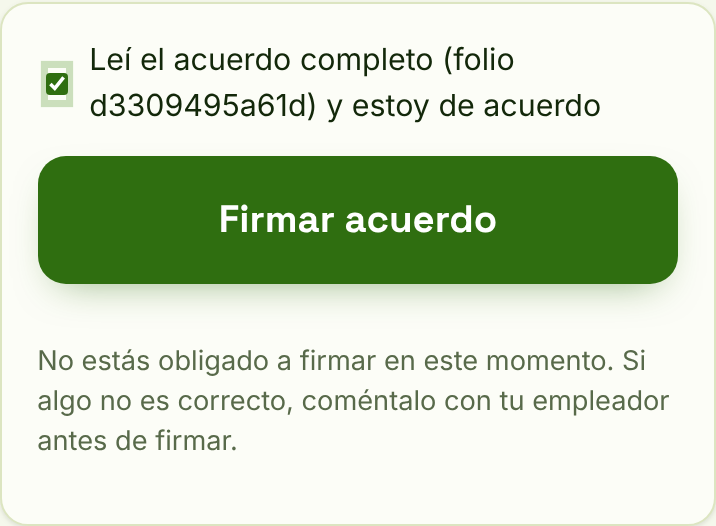 Leí el acuerdo completo (folio
d3309495a61d) y estoy de acuerdo
Firmar acuerdo
No estás obligado a firmar en este momento. Si
algo no es correcto, coméntalo con tu empleador
antes de firmar.